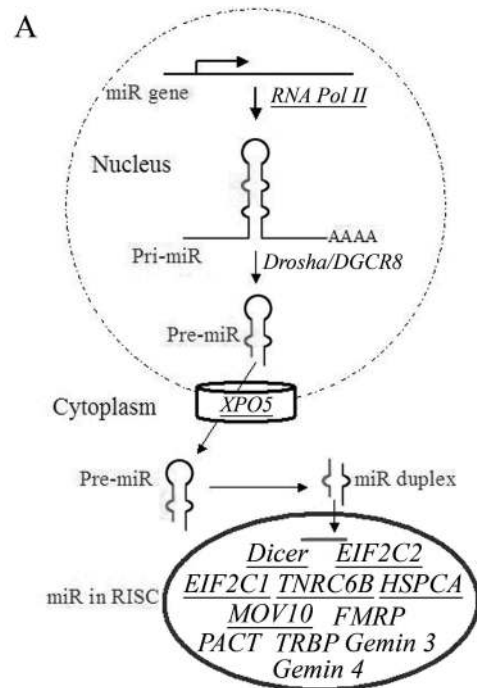 A
miR gene
RNA Pol II
Nucleus
AAAA
Pri-miR
Drosha/DGCR8
Pre-miR
Cytoplasm
XPO5
Pre-miR
miR duplex
Dicer EIF2C2
EIF2C1 TNRC6B HSPCA
miR in RISC
MOV10 FMRP
PACT TRBP Gemin 3
Gemin 4